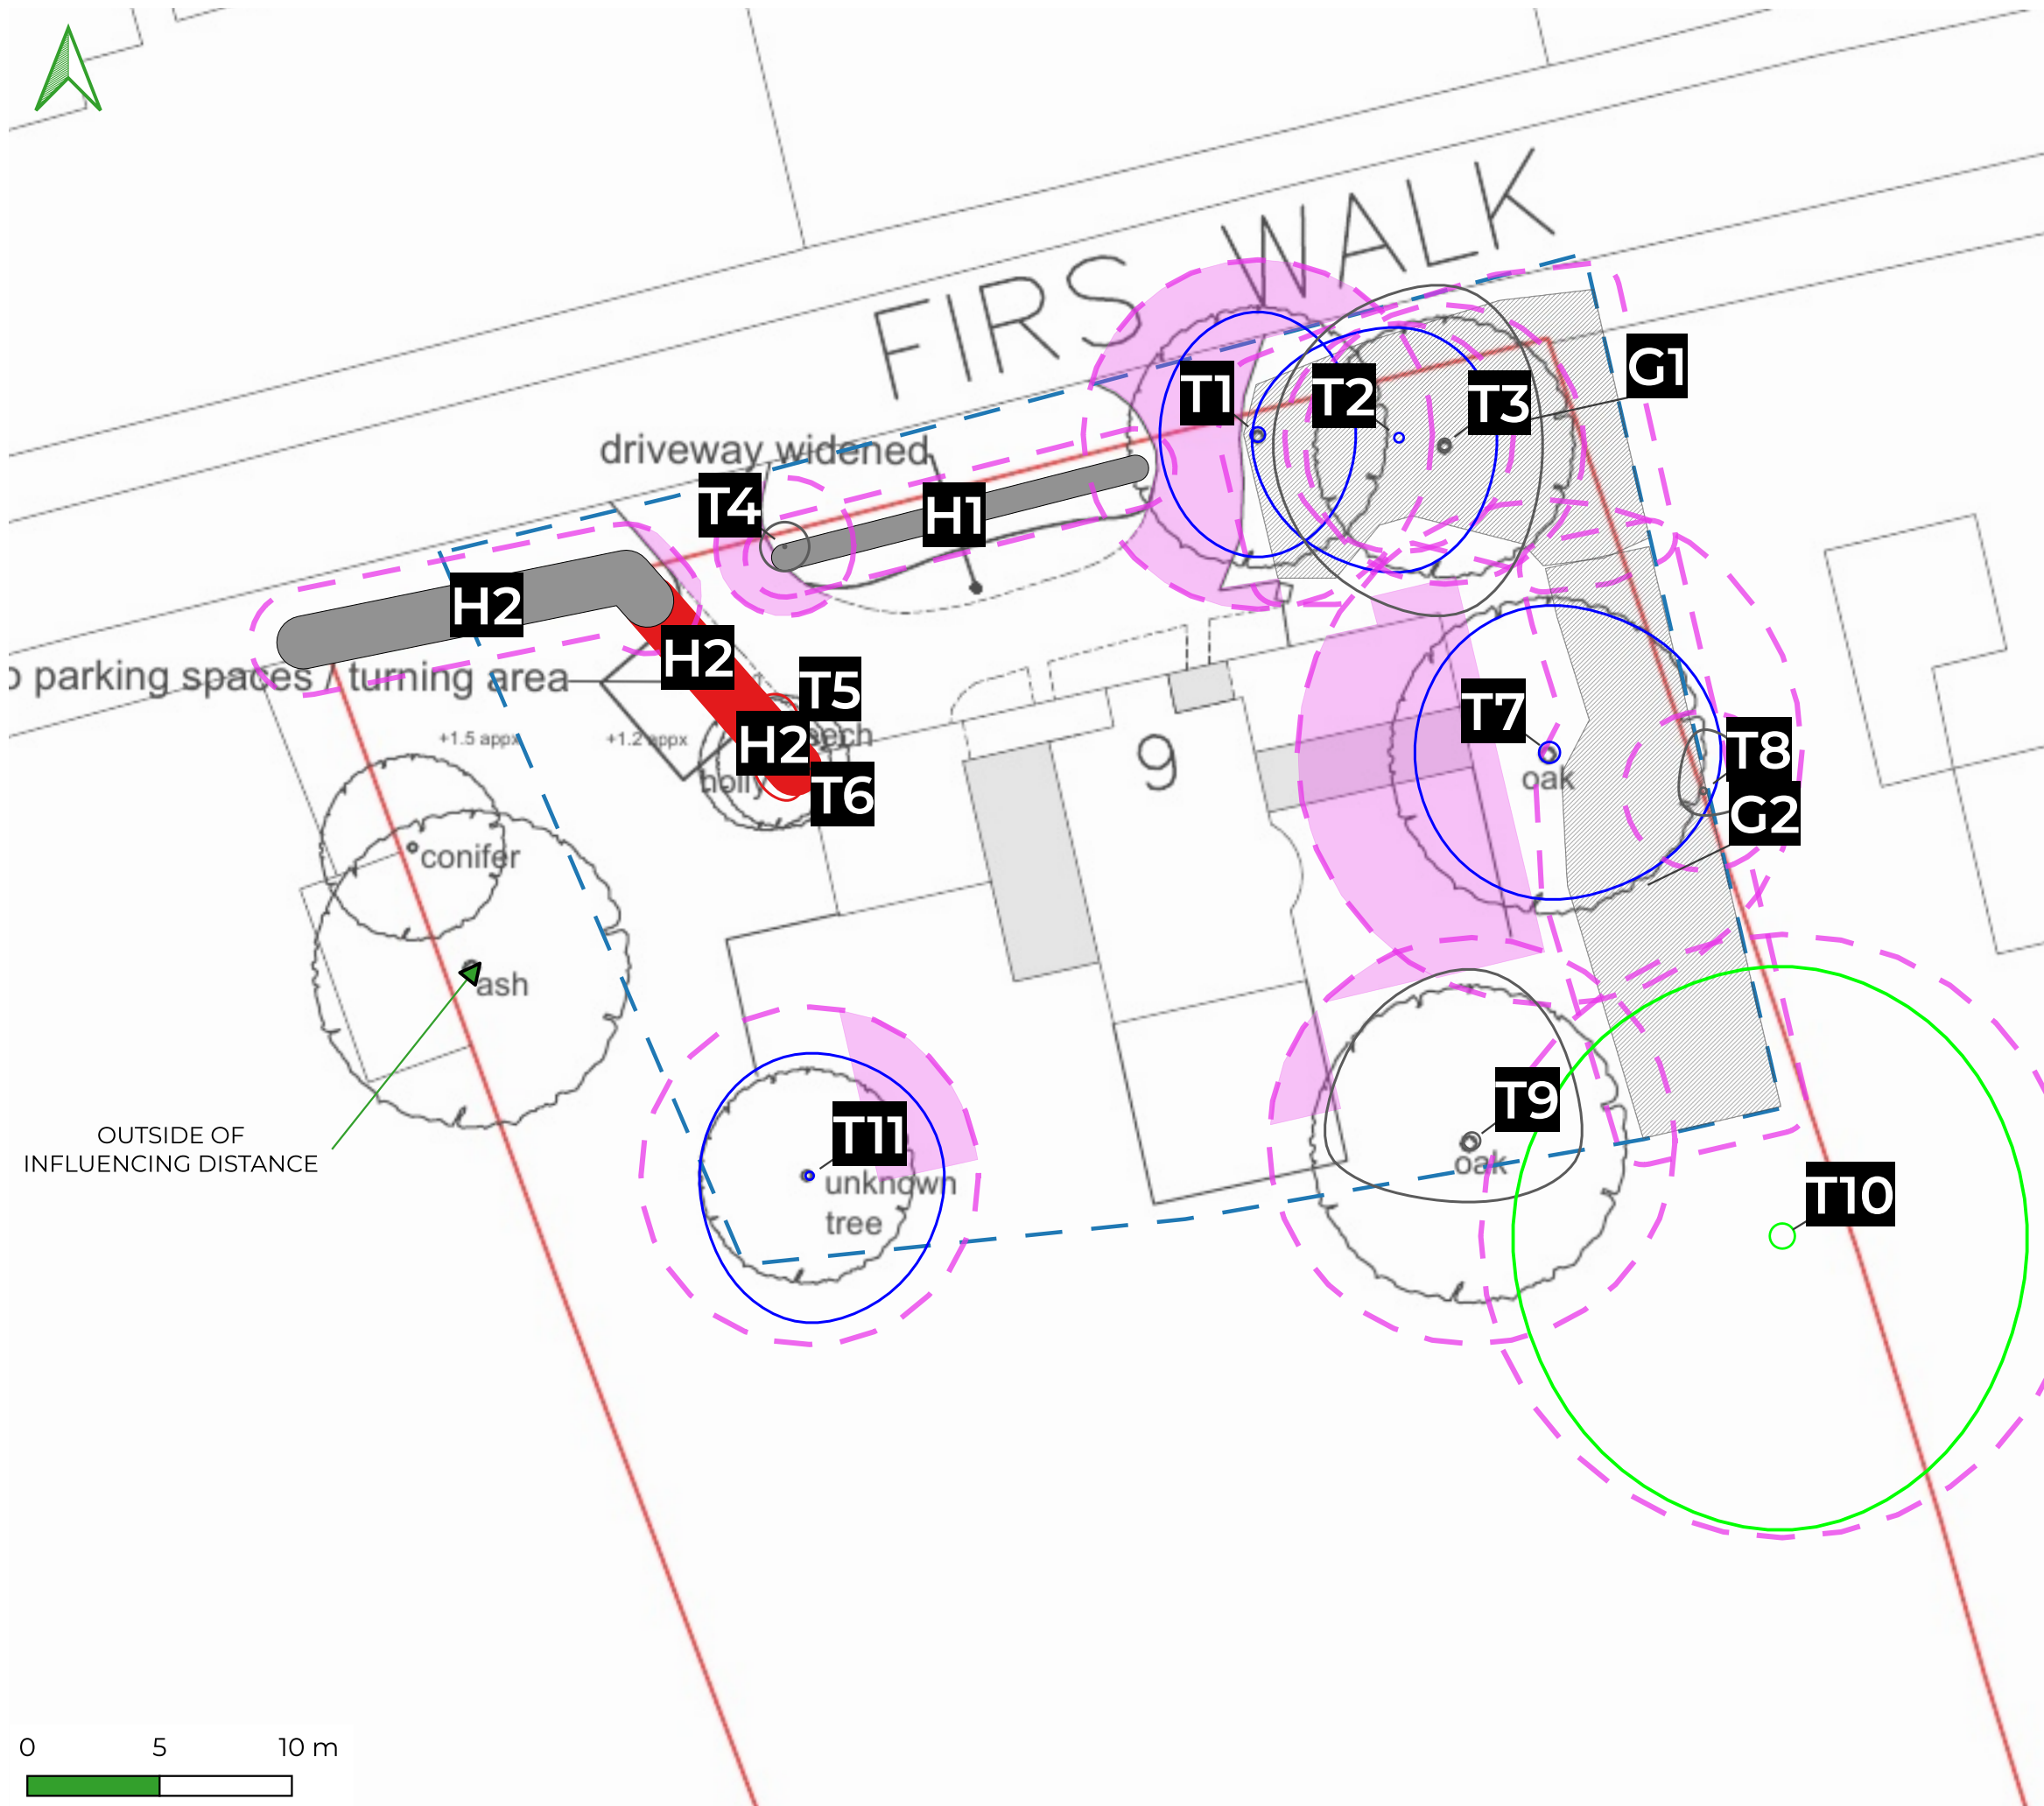 FIRS WALK
G1
T1
T2
T3
driveway widened
T4
H1
H2
H2
parking spaces / turning area
T5
T7
+1.5 appx
+1.2 appx
H2
holly
T6
9
oak
T8
G2
conifer
ash
OUTSIDE OF
INFLUENCING DISTANCE
T11
unknown
tree
T9
oak
T10
0 5 10 m